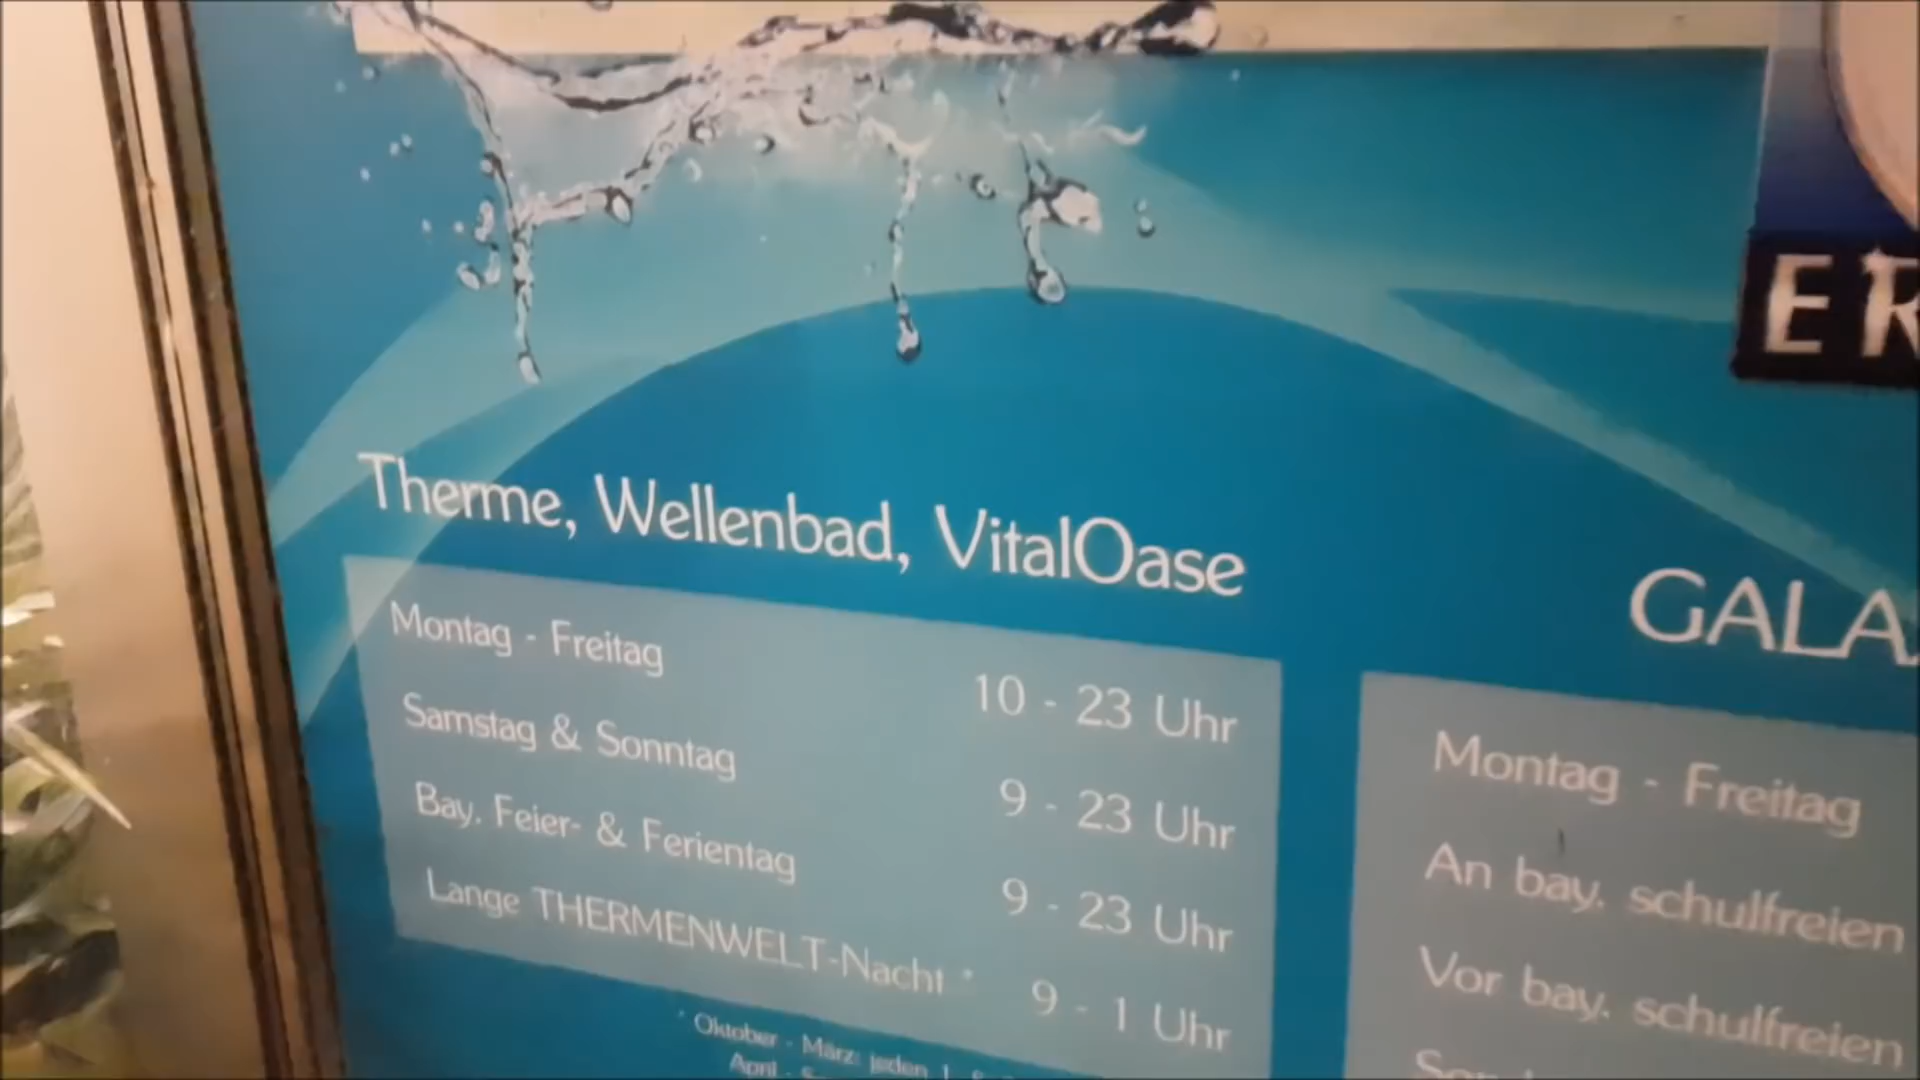 ER
Therme, Wellenbad, VitalOase
Montag - Freitag 10 - 23 Uhr
Samstag & Sonntag 9 - 23 Uhr
Bay. Feier- & Ferientag 9 - 23 Uhr
Lange THERMENWELT-Nacht * 9 - 1 Uhr
* Oktober - März: jeden 1.
April -
GALA
Montag - Freitag
An bay. schulfreien
Vor bay. schulfreien